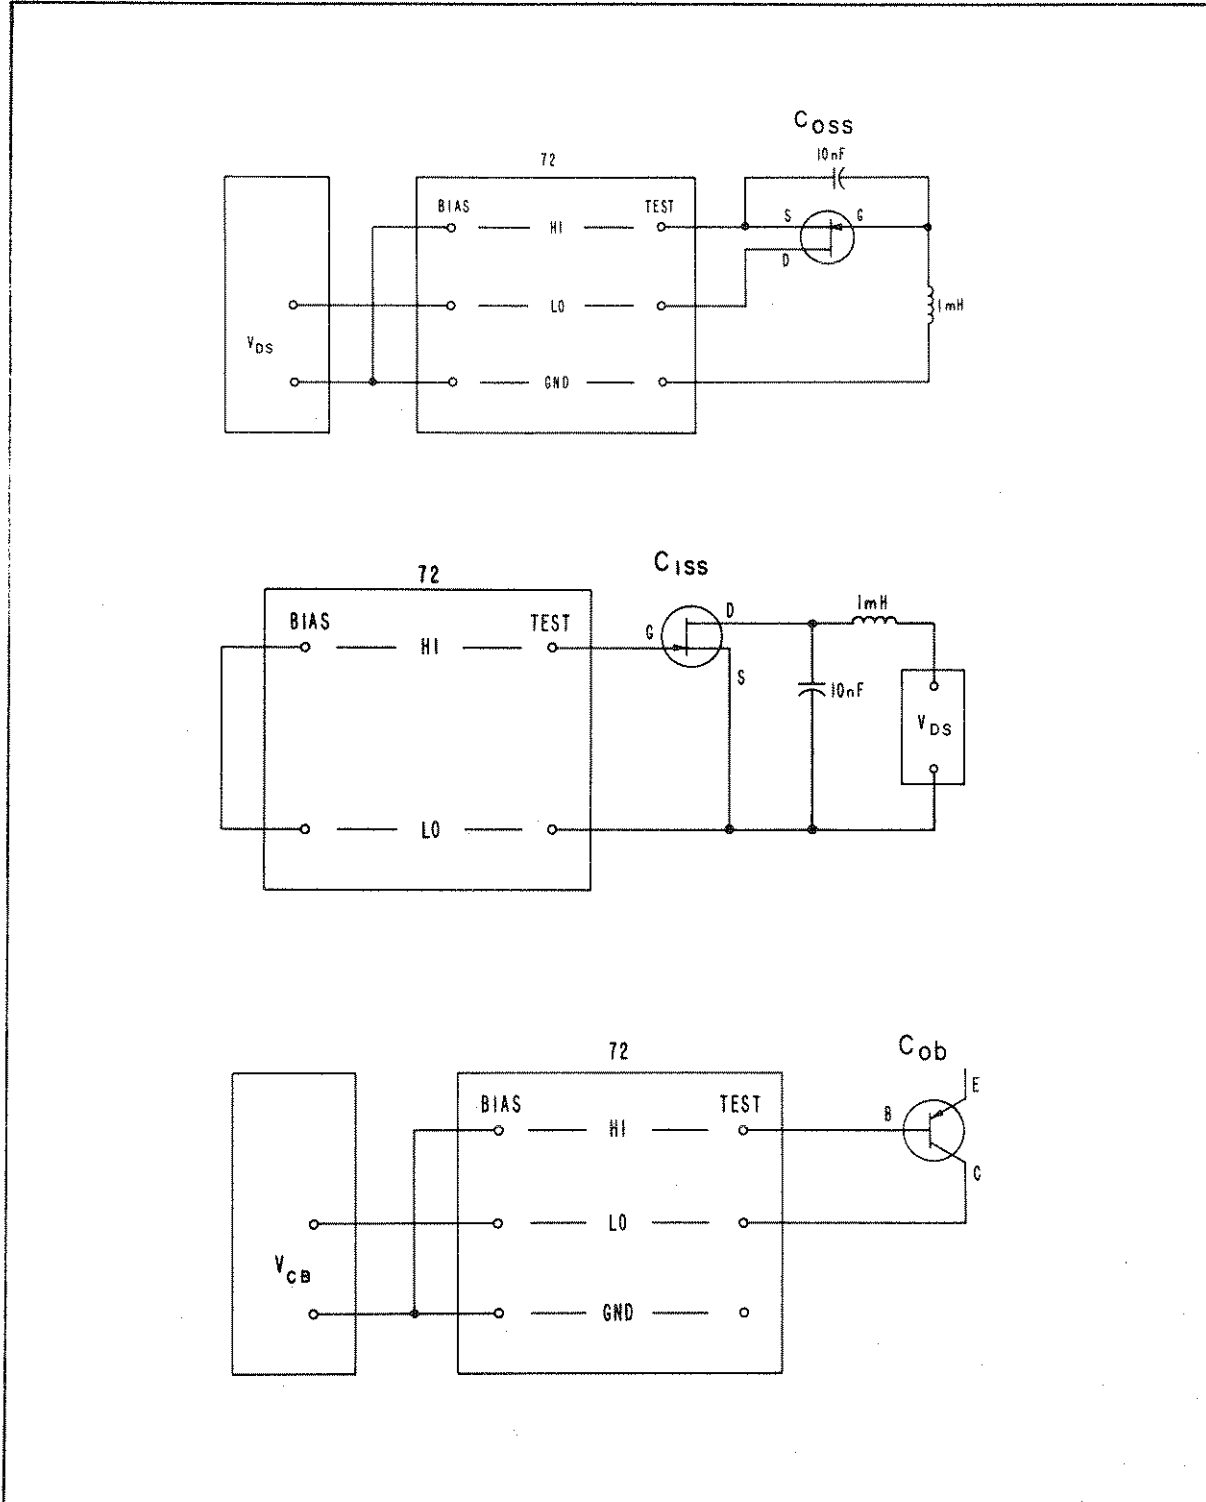 Coss
10nF
72
BIAS HI TEST
S G
D
LO
1mH
VDS
GND
Ciss
72
D 1mH
BIAS HI TEST
G
S
10nF
VDS
LO
Cob
72
E
BIAS HI TEST
B
C
LO
VCB
GND